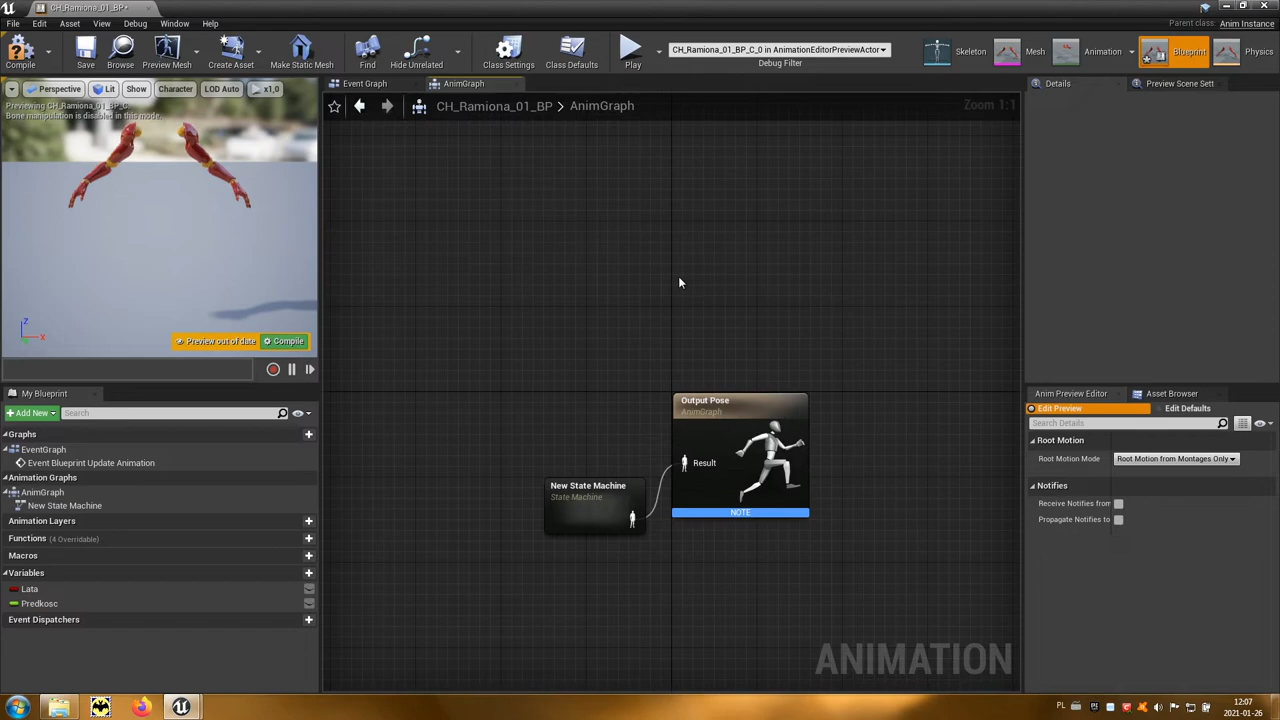 CH_Ramiona_01_BP*
File Edit Asset View Debug Window Help
Parent class: Anim Instance
Compile Save Browse Preview Mesh Create Asset Make Static Mesh Find Hide Unrelated Class Settings Class Defaults Play
CH_Ramiona_01_BP_C_0 in AnimationEditorPreviewActor
Debug Filter
Skeleton Mesh Animation Blueprint Physics
Perspective Lit Show Character LOD Auto x1,0
Previewing CH_Ramiona_01_BP_C.
Bone manipulation is disabled in this mode.
Z
X
Preview out of date Compile
Event Graph AnimGraph
CH_Ramiona_01_BP > AnimGraph
Zoom 1:1
Output Pose
AnimGraph
Result
NOTE
New State Machine
State Machine
ANIMATION
My Blueprint
Add New Search
Graphs
EventGraph
Event Blueprint Update Animation
Animation Graphs
AnimGraph
New State Machine
Animation Layers
Functions (4 Overridable)
Macros
Variables
Lata
Predkosc
Event Dispatchers
Details Preview Scene Sett
Anim Preview Editor Asset Browser
Edit Preview Edit Defaults
Search Details
Root Motion
Root Motion Mode Root Motion from Montages Only
Notifies
Receive Notifies from
Propagate Notifies to
PL
12:07
2021-01-26